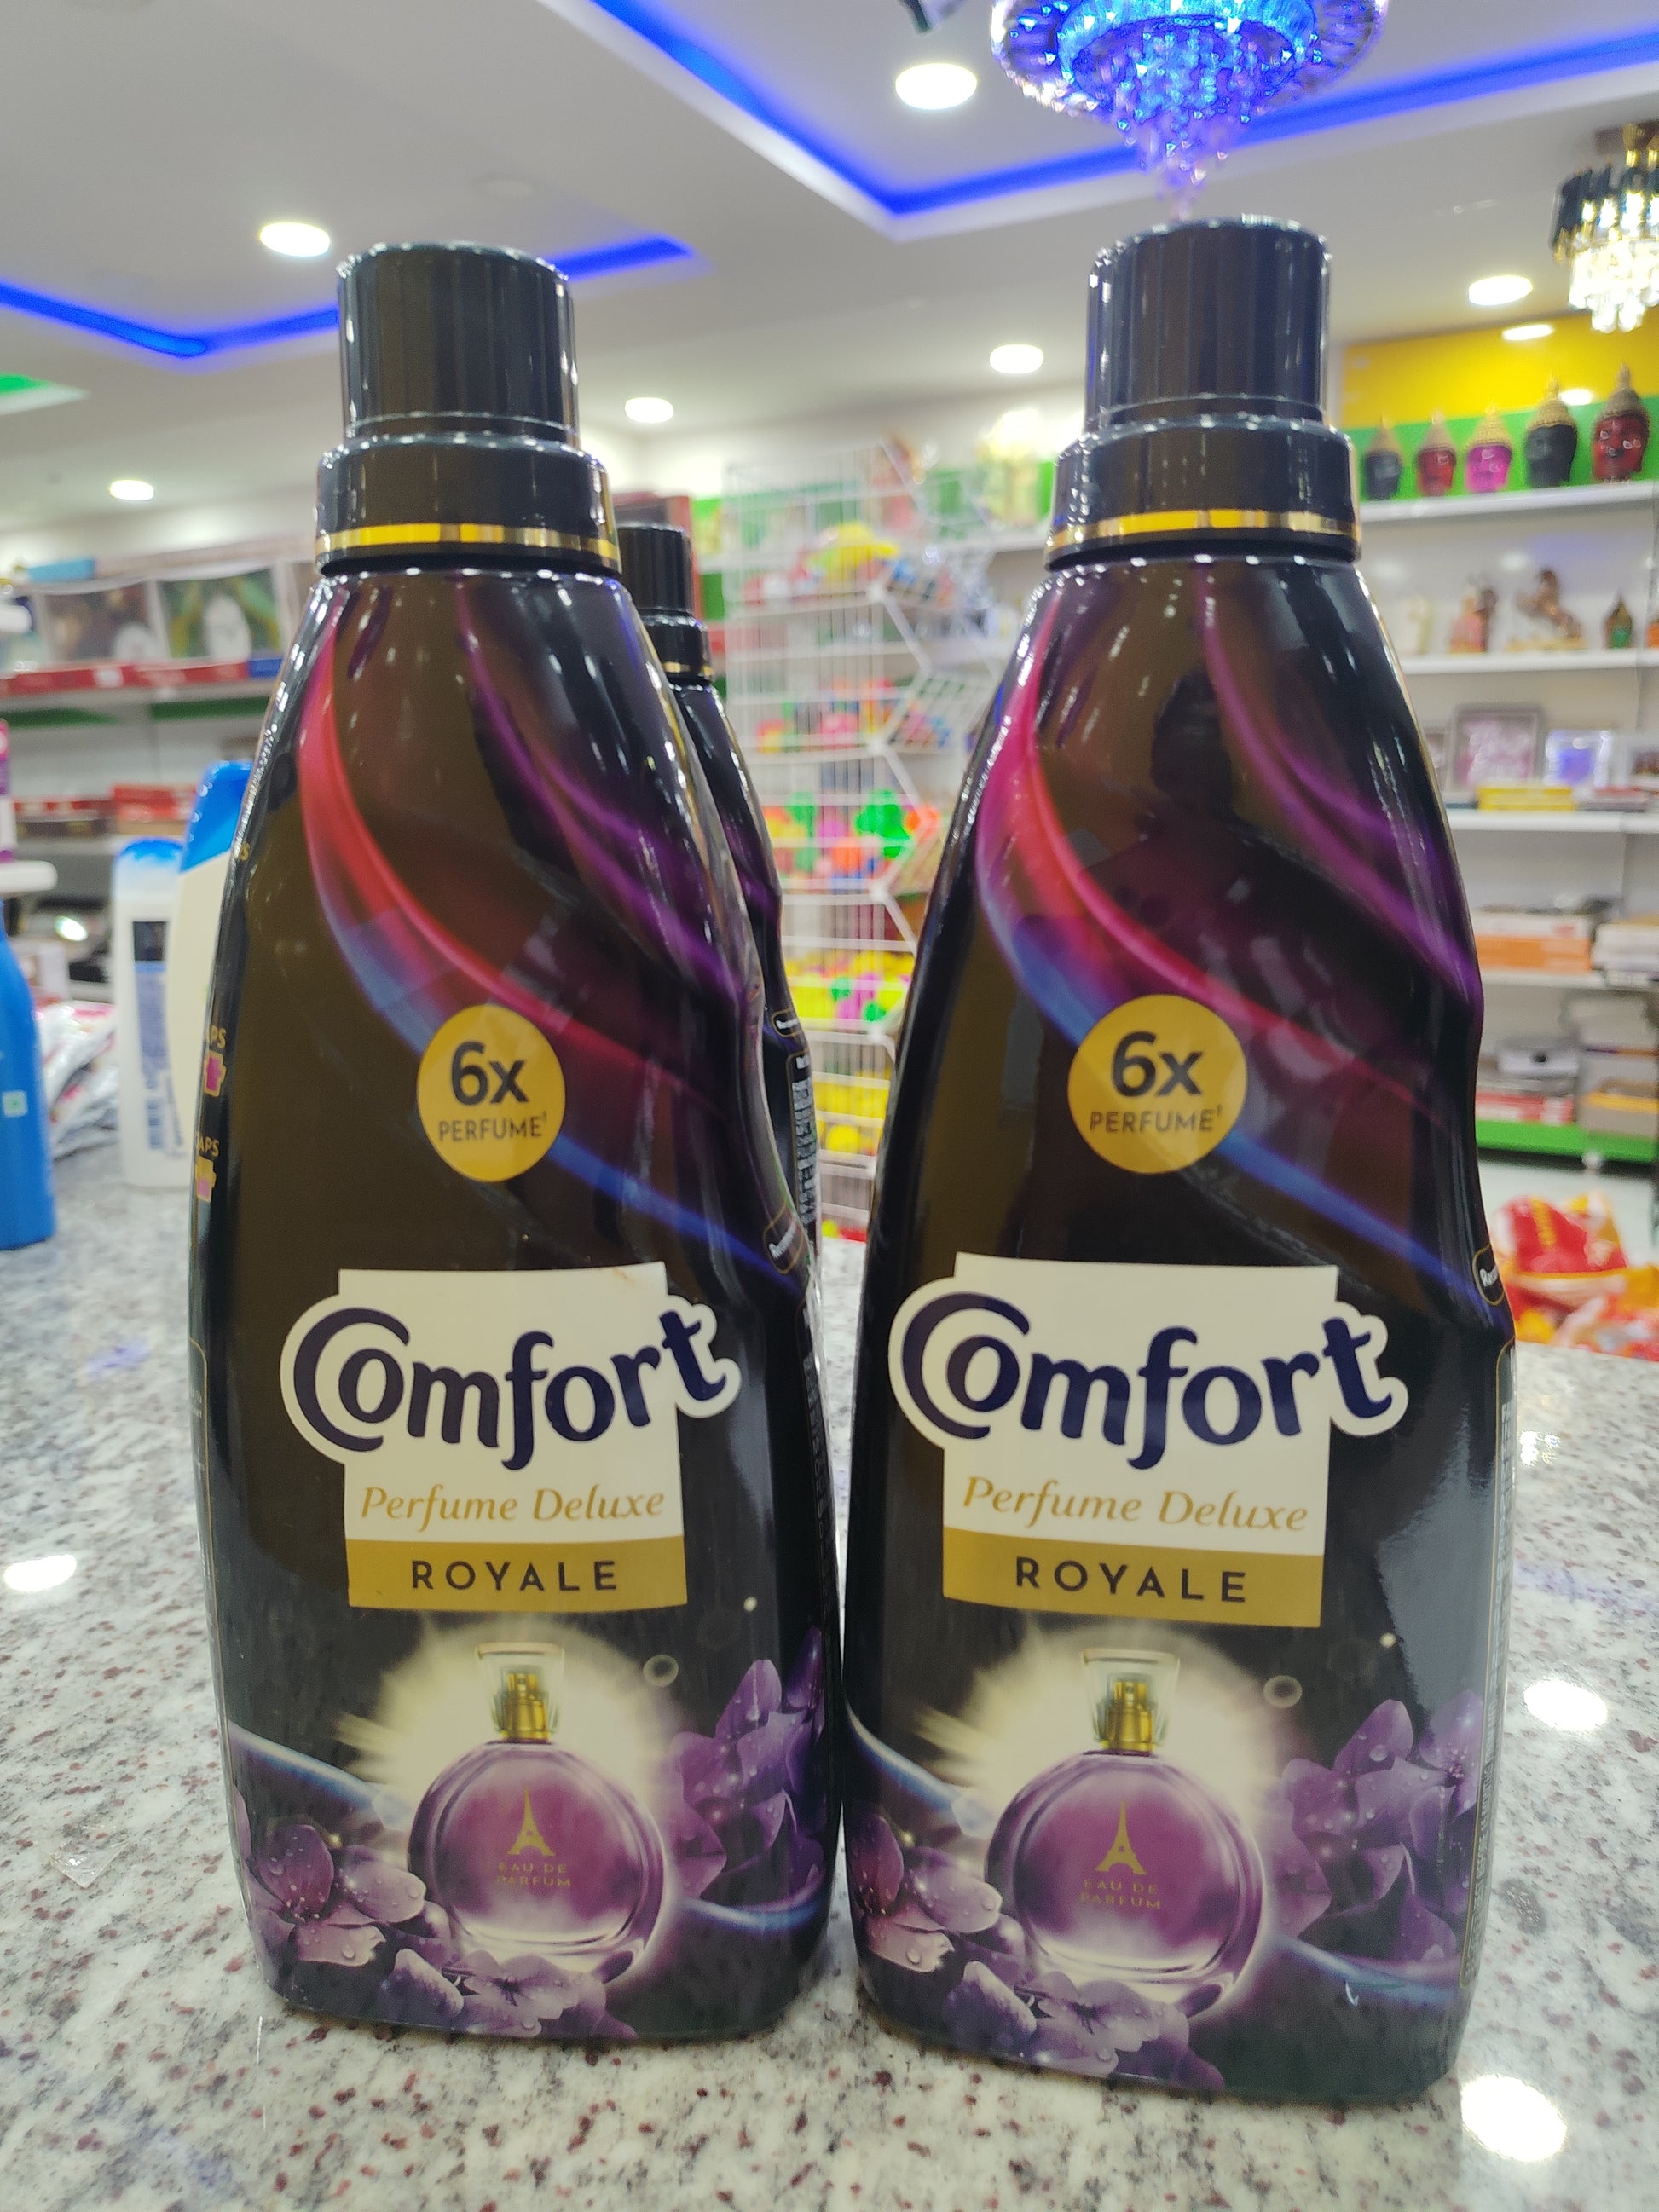 6x
PERFUME¹
Comfort
Perfume Deluxe
ROYALE
EAU DE
PARFUM
6x
PERFUME¹
Comfort
Perfume Deluxe
ROYALE
EAU DE
PARFUM